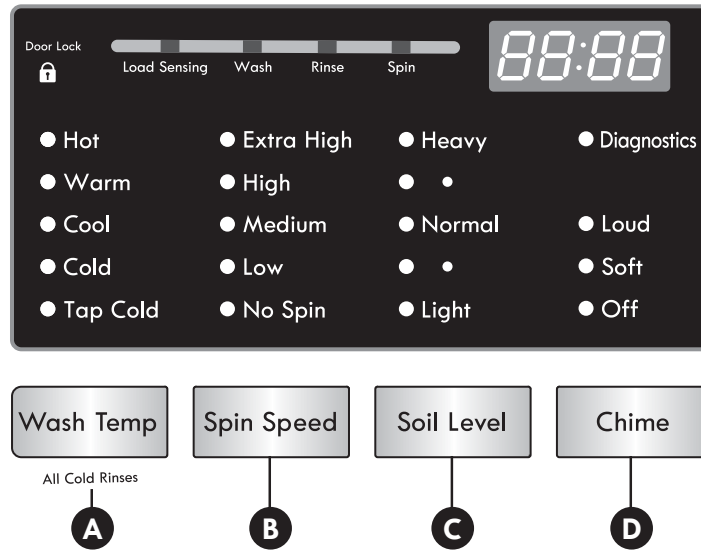 Door Lock
88:88
Load Sensing Wash Rinse Spin
Hot Extra High Heavy Diagnostics
Warm High
Cool Medium Normal Loud
Cold Low Soft
Tap Cold No Spin Light Off
Wash Temp Spin Speed Soil Level Chime
All Cold Rinses
A B C D